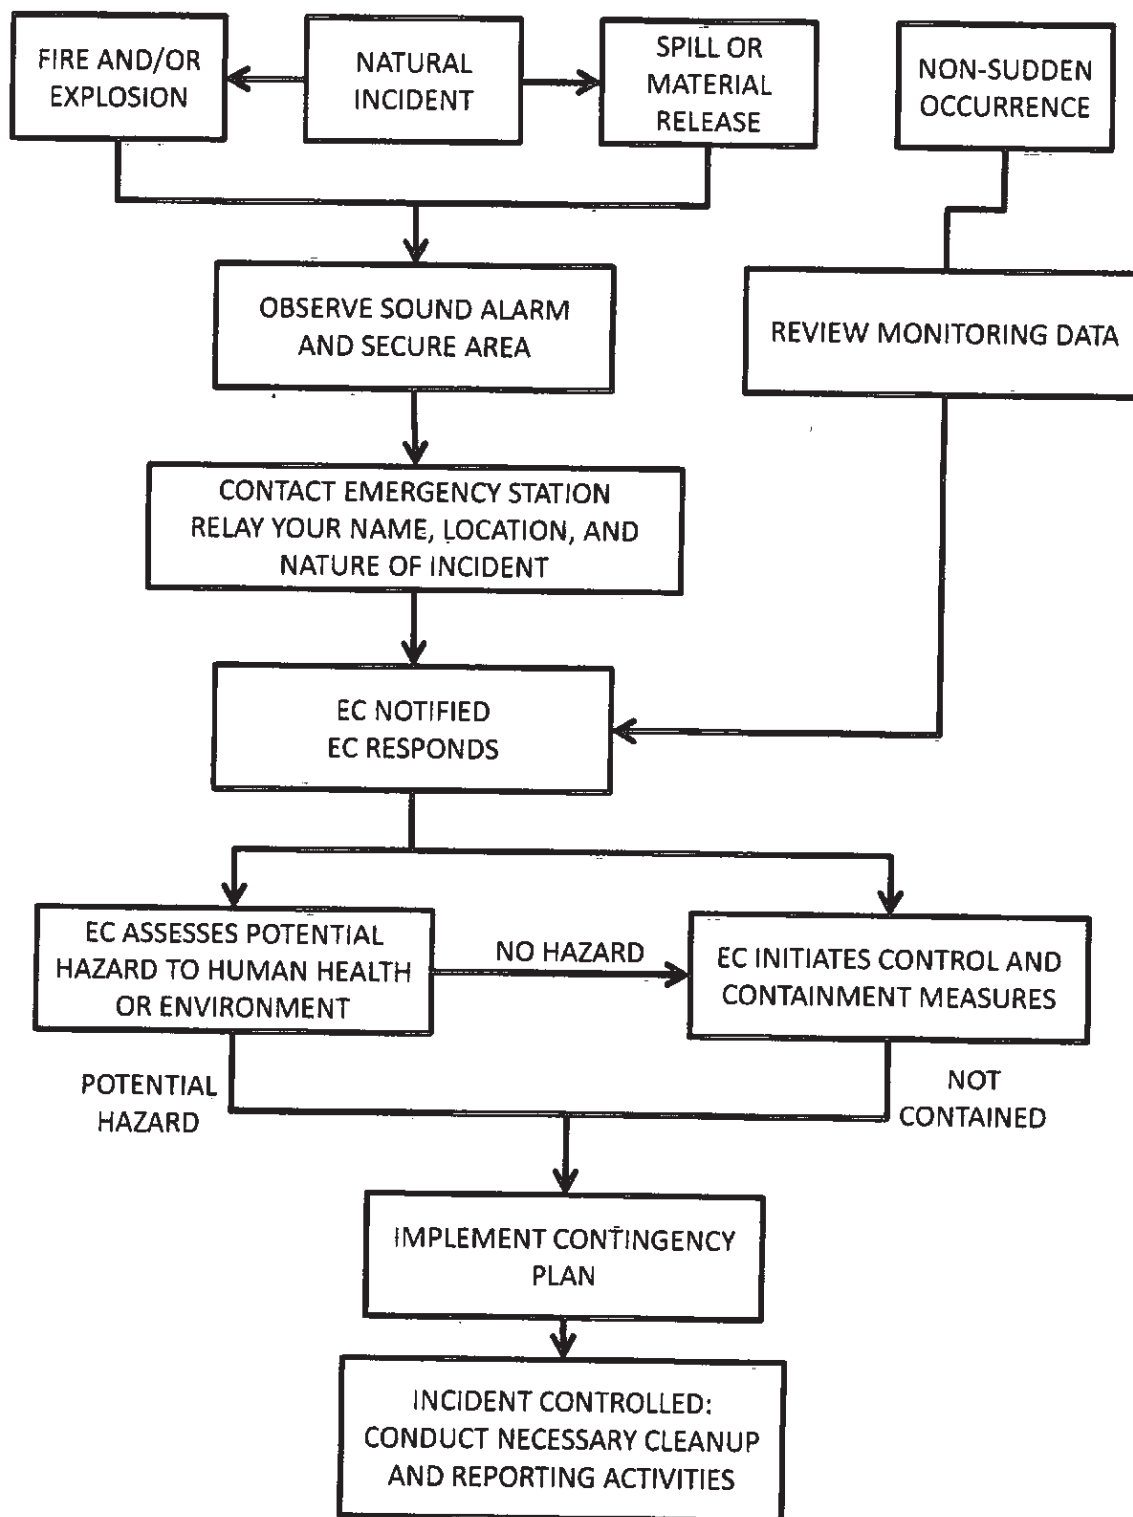 FIRE AND/OR
EXPLOSION
NATURAL
INCIDENT
SPILL OR
MATERIAL
RELEASE
NON-SUDDEN
OCCURRENCE
OBSERVE SOUND ALARM
AND SECURE AREA
REVIEW MONITORING DATA
CONTACT EMERGENCY STATION
RELAY YOUR NAME, LOCATION, AND
NATURE OF INCIDENT
EC NOTIFIED
EC RESPONDS
EC ASSESSES POTENTIAL
HAZARD TO HUMAN HEALTH
OR ENVIRONMENT
NO HAZARD
EC INITIATES CONTROL AND
CONTAINMENT MEASURES
POTENTIAL
HAZARD
NOT
CONTAINED
IMPLEMENT CONTINGENCY
PLAN
INCIDENT CONTROLLED:
CONDUCT NECESSARY CLEANUP
AND REPORTING ACTIVITIES